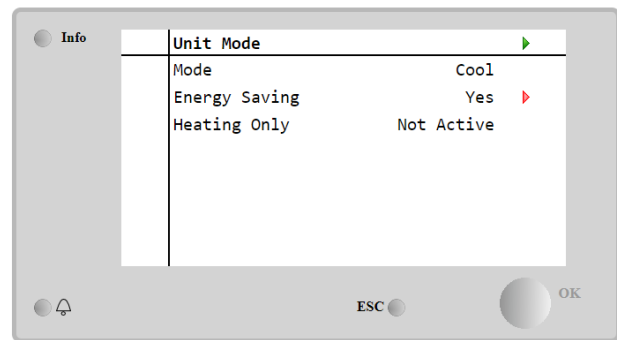 Info
Unit Mode
Mode Cool
Energy Saving Yes
Heating Only Not Active
ESC
OK